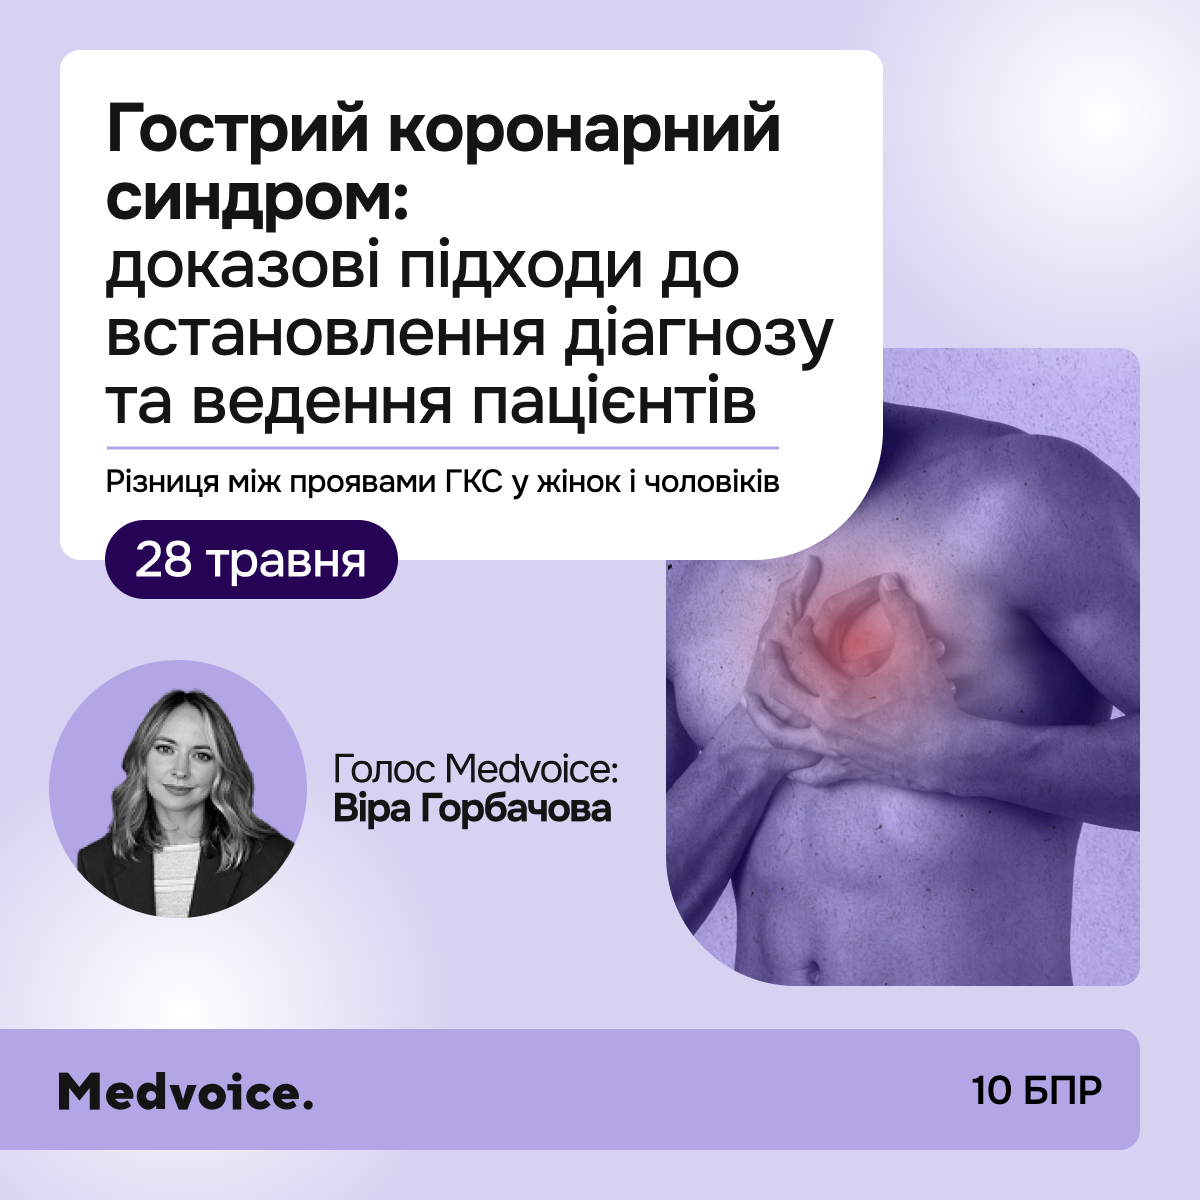 Гострий коронарний
синдром:
доказові підходи до
встановлення діагнозу
та ведення пацієнтів
Різниця між проявами ГКС у жінок і чоловіків
28 травня
Голос Medvoice:
Віра Горбачова
Medvoice.
10 БПР